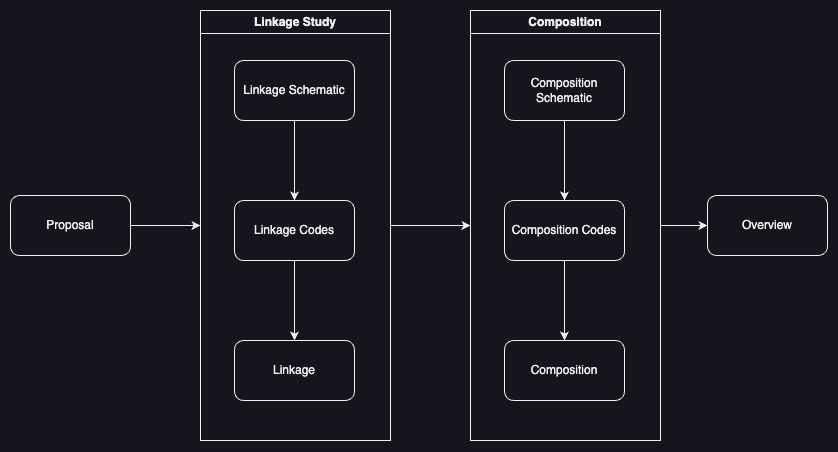 Linkage Study
Composition
Linkage Schematic
Composition
Schematic
Proposal
Linkage Codes
Composition Codes
Overview
Linkage
Composition